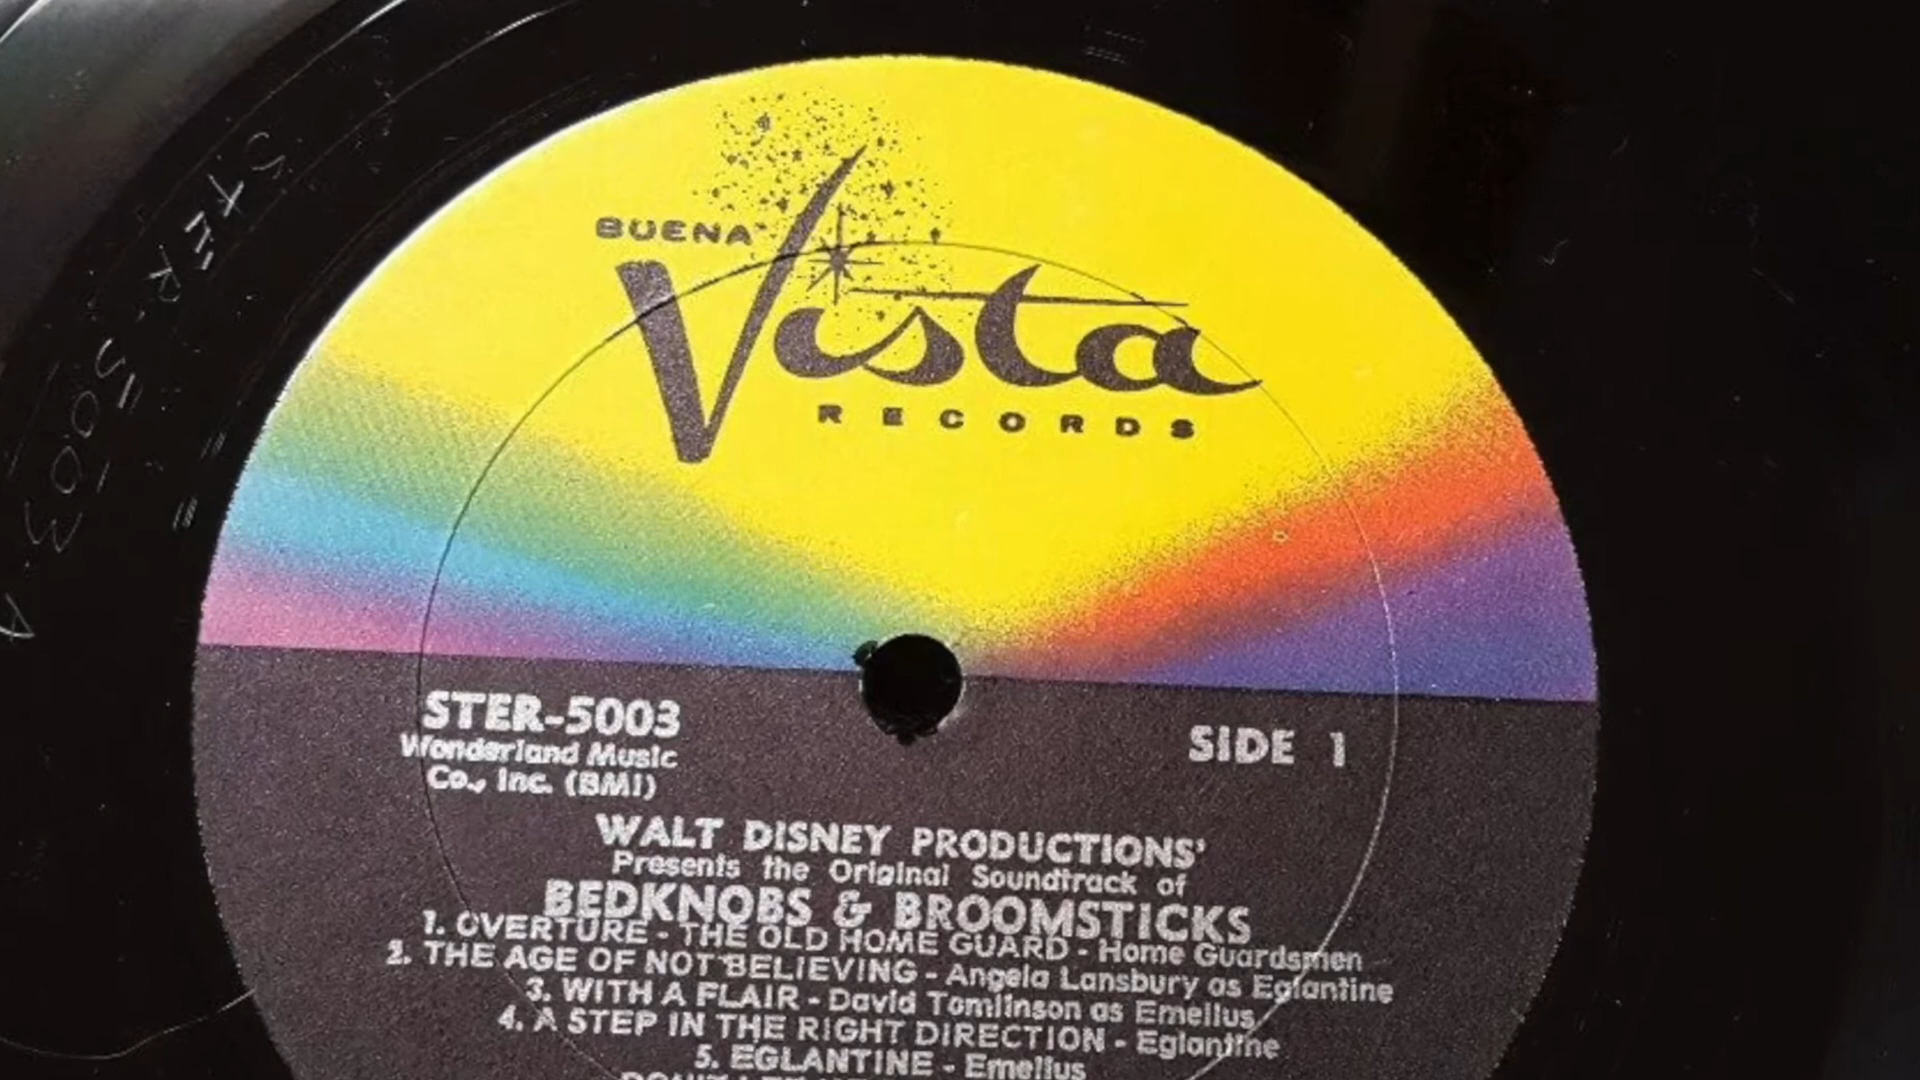 BUENA
Vista
RECORDS
STER-5003
Wonderland Music
Co., Inc. (BMI)
SIDE 1
WALT DISNEY PRODUCTIONS'
Presents the Original Soundtrack of
BEDKNOBS & BROOMSTICKS
1. OVERTURE - THE OLD HOME GUARD - Home Guardsmen
2. THE AGE OF NOT BELIEVING - Angela Lansbury as Eglantine
3. WITH A FLAIR - David Tomlinson as Emelius
4. A STEP IN THE RIGHT DIRECTION - Eglantine
5. EGLANTINE - Emelius
STER 5003 A